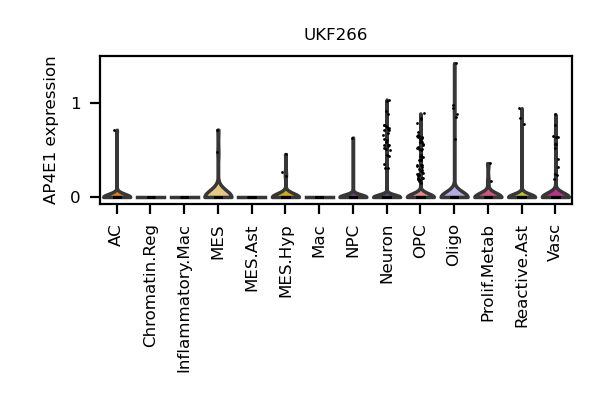 UKF266
AP4E1 expression
1
0
AC
Chromatin.Reg
Inflammatory.Mac
MES
MES.Ast
MES.Hyp
Mac
NPC
Neuron
OPC
Oligo
Prolif.Metab
Reactive.Ast
Vasc